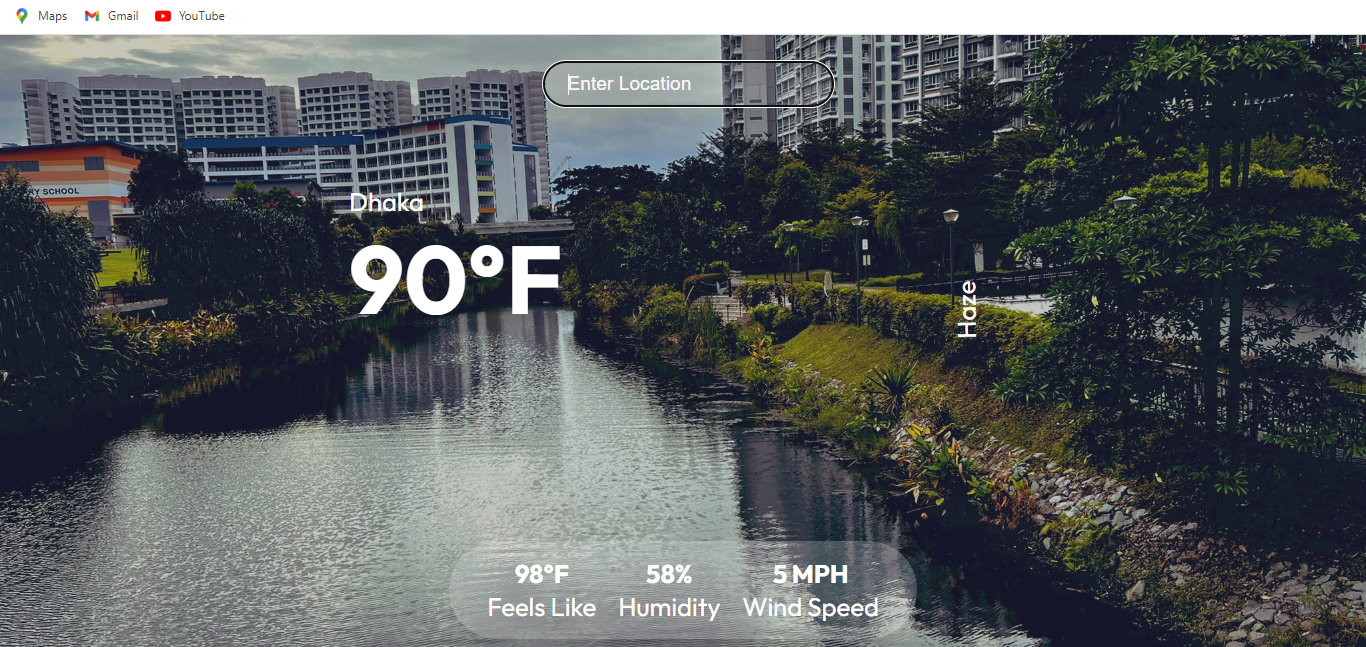 Maps Gmail YouTube
Enter Location
RY SCHOOL
Dhaka
90°F
Haze
98°F 58% 5 MPH
Feels Like Humidity Wind Speed